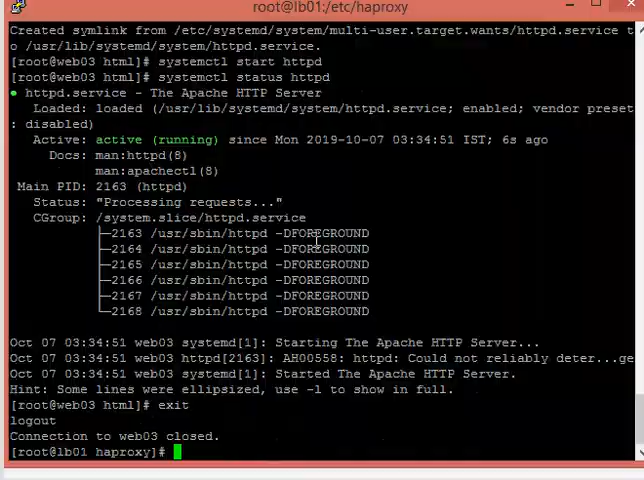 root@lb01:/etc/haproxy
Created symlink from /etc/systemd/system/multi-user.target.wants/httpd.service t
o /usr/lib/systemd/system/httpd.service.
[root@web03 html]# systemctl start httpd
[root@web03 html]# systemctl status httpd
● httpd.service - The Apache HTTP Server
   Loaded: loaded (/usr/lib/systemd/system/httpd.service; enabled; vendor preset
: disabled)
   Active: active (running) since Mon 2019-10-07 03:34:51 IST; 6s ago
     Docs: man:httpd(8)
           man:apachectl(8)
 Main PID: 2163 (httpd)
   Status: "Processing requests..."
   CGroup: /system.slice/httpd.service
           ├─2163 /usr/sbin/httpd -DFOREGROUND
           ├─2164 /usr/sbin/httpd -DFOREGROUND
           ├─2165 /usr/sbin/httpd -DFOREGROUND
           ├─2166 /usr/sbin/httpd -DFOREGROUND
           ├─2167 /usr/sbin/httpd -DFOREGROUND
           └─2168 /usr/sbin/httpd -DFOREGROUND
Oct 07 03:34:51 web03 systemd[1]: Starting The Apache HTTP Server...
Oct 07 03:34:51 web03 httpd[2163]: AH00558: httpd: Could not reliably deter...ge
Oct 07 03:34:51 web03 systemd[1]: Started The Apache HTTP Server.
Hint: Some lines were ellipsized, use -l to show in full.
[root@web03 html]# exit
logout
Connection to web03 closed.
[root@lb01 haproxy]#